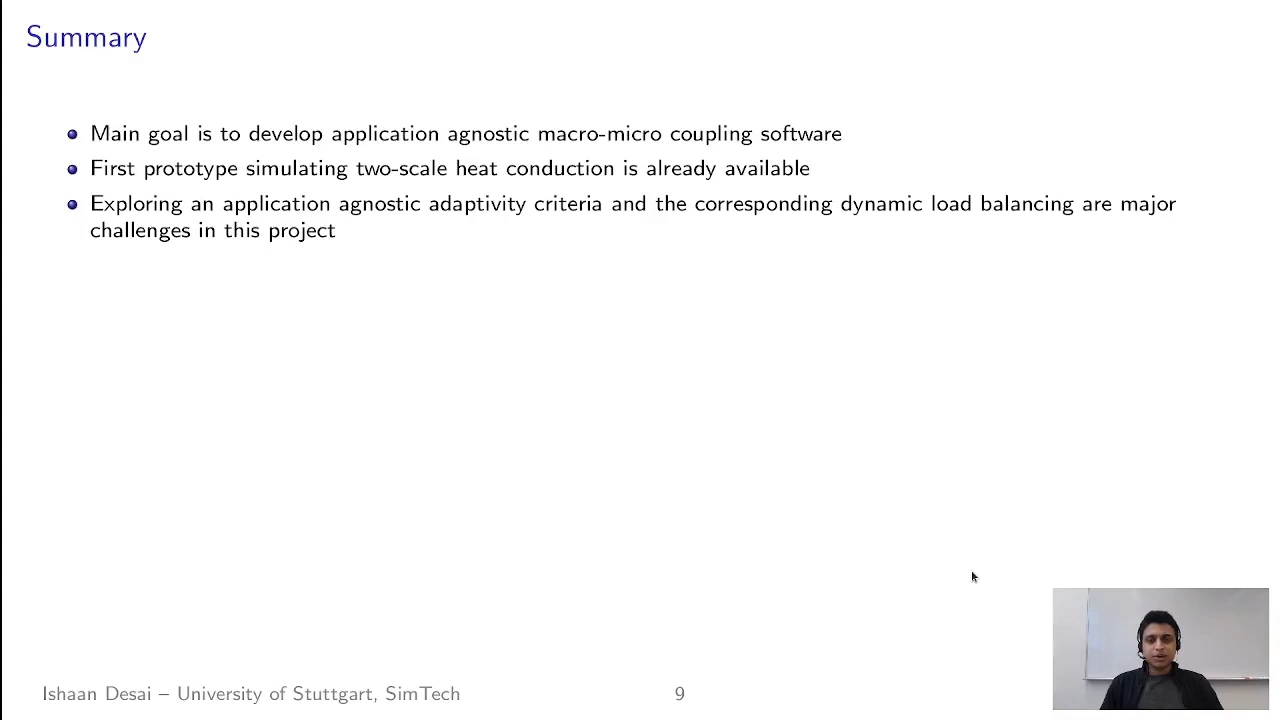 Summary
Main goal is to develop application agnostic macro-micro coupling software
First prototype simulating two-scale heat conduction is already available
Exploring an application agnostic adaptivity criteria and the corresponding dynamic load balancing are major
challenges in this project
Ishaan Desai – University of Stuttgart, SimTech
9